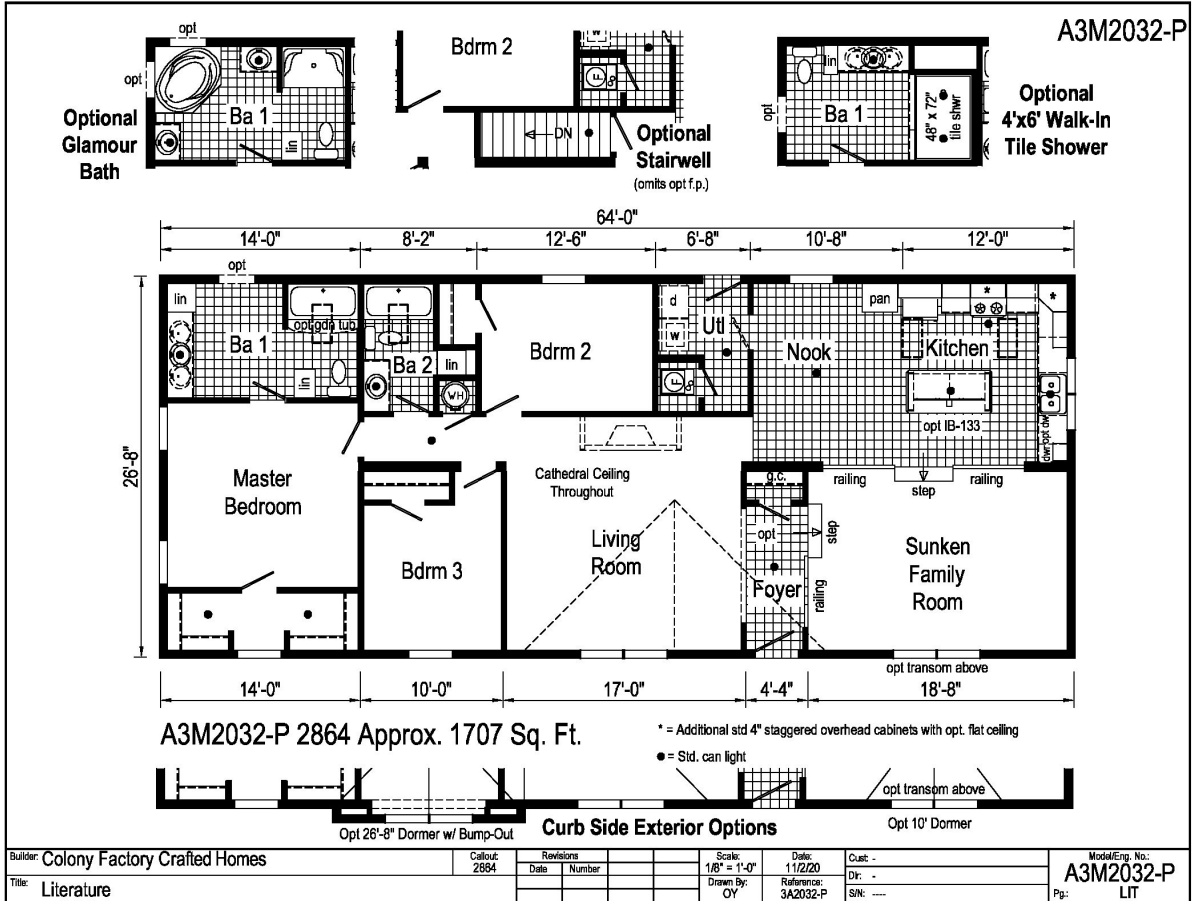 A3M2032-P
opt
opt
Ba 1
lin
Optional
Glamour
Bath
Bdrm 2
W
F
DN
Optional
Stairwell
(omits opt f.p.)
lin
opt
Ba 1
48" x 72"
tile shwr
Optional
4'x6' Walk-In
Tile Shower
64'-0"
14'-0"
8'-2"
12'-6"
6'-8"
10'-8"
12'-0"
opt
26'-8"
lin
opt gdn tub
Ba 1
lin
Ba 2
lin
WH
Bdrm 2
d
W
Utl
F
pan
*
*
Nook
Kitchen
opt IB-133
opt dw
dwr
Master
Bedroom
Cathedral Ceiling
Throughout
g.c.
railing
step
railing
Bdrm 3
Living
Room
opt
step
Foyer
railing
Sunken
Family
Room
opt transom above
14'-0"
10'-0"
17'-0"
4'-4"
18'-8"
A3M2032-P 2864 Approx. 1707 Sq. Ft.
* = Additional std 4" staggered overhead cabinets with opt. flat ceiling
● = Std. can light
opt transom above
Opt 26'-8" Dormer w/ Bump-Out
Curb Side Exterior Options
Opt 10' Dormer
Builder: Colony Factory Crafted Homes
Title: Literature
Callout:
2864
Revisions
Date Number
Scale:
1/8" = 1'-0"
Drawn By:
OY
Date:
11/2/20
Reference:
3A2032-P
Cust: -
Dir: -
S/N: ----
Model/Eng. No.:
A3M2032-P
Pg.: LIT